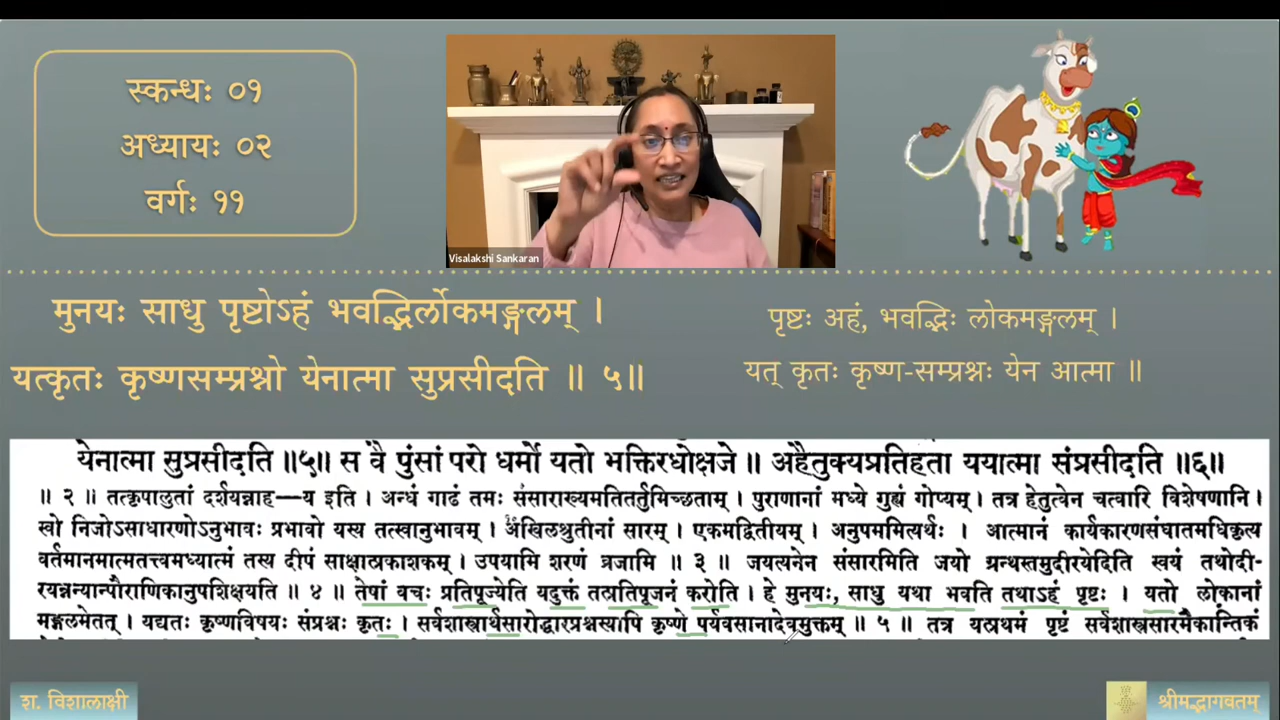 स्कन्धः ०१
अध्यायः ०२
वर्गः ११
Visalakshi Sankaran
मुनयः साधु पृष्टोऽहं भवद्भिर्लोकमङ्गलम् ।
यत्कृतः कृष्णसम्प्रश्नो येनात्मा सुप्रसीदति ॥ ५॥
पृष्टः अहं, भवद्भिः लोकमङ्गलम् ।
यत् कृतः कृष्ण-सम्प्रश्नः येन आत्मा ॥
येनात्मा सुप्रसीदति ॥५॥ स वै पुंसां परो धर्मो यतो भक्तिरधोक्षजे ॥ अहैतुक्यप्रतिहता ययात्मा संप्रसीदति ॥६॥
॥ २ ॥ तत्कृपालुतां दर्शयन्नाह—य इति । अन्धं गाढं तमः संसाराख्यमतितर्तुमिच्छताम् । पुराणानां मध्ये गुह्यं गोप्यम् । तत्र हेतुत्वेन चत्वारि विशेषणानि ।
स्वो निजोऽसाधारणोऽनुभावः प्रभावो यस्य तत्स्वानुभावम् । अखिलश्रुतीनां सारम् । एकमद्वितीयम् । अनुपममित्यर्थः । आत्मानं कार्यकारणसंघातमधिकृत्य
वर्तमानमात्मतत्त्वमध्यात्मं तस्य दीपं साक्षात्प्रकाशकम् । उपयामि शरणं व्रजामि ॥ ३ ॥ जयत्यनेन संसारमिति जयो ग्रन्थस्तमुदीरयेदिति स्वयं तथोदी-
रयन्नन्यान्पौराणिकानुपशिक्षयति ॥ ४ ॥ तेषां वचः प्रतिपूज्येति यदुक्तं तत्प्रतिपूजनं करोति । हे मुनयः, साधु यथा भवति तथाऽहं पृष्टः । यतो लोकानां
मङ्गलमेतत् । यद्यतः कृष्णविषयः संप्रश्नः कृतः । सर्वशास्त्रार्थसारोद्धारप्रश्नस्यापि कृष्णे पर्यवसानादेवमुक्तम् ॥ ५ ॥ तत्र यत्प्रथमं पृष्टं सर्वशास्त्रसारमैकान्तिकं
श. विशालाक्षी
श्रीमद्भागवतम्